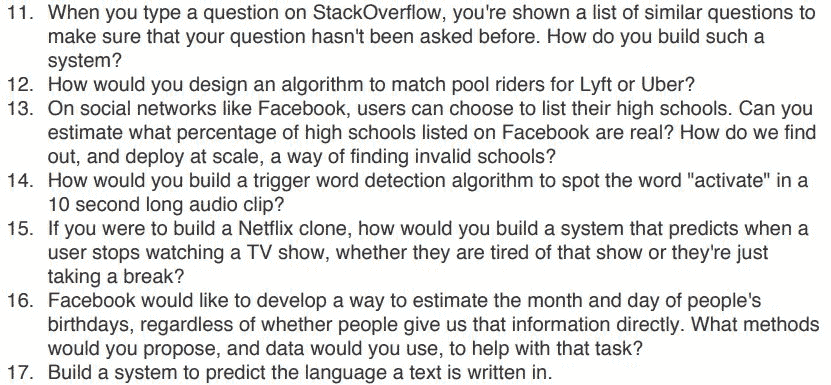 11. When you type a question on StackOverflow, you're shown a list of similar questions to
make sure that your question hasn't been asked before. How do you build such a
system?
12. How would you design an algorithm to match pool riders for Lyft or Uber?
13. On social networks like Facebook, users can choose to list their high schools. Can you
estimate what percentage of high schools listed on Facebook are real? How do we find
out, and deploy at scale, a way of finding invalid schools?
14. How would you build a trigger word detection algorithm to spot the word "activate" in a
10 second long audio clip?
15. If you were to build a Netflix clone, how would you build a system that predicts when a
user stops watching a TV show, whether they are tired of that show or they're just
taking a break?
16. Facebook would like to develop a way to estimate the month and day of people's
birthdays, regardless of whether people give us that information directly. What methods
would you propose, and data would you use, to help with that task?
17. Build a system to predict the language a text is written in.